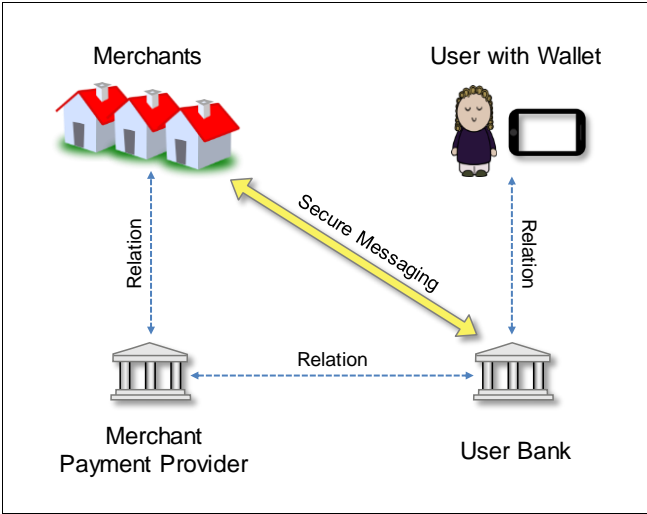 Merchants
User with Wallet
Secure Messaging
Relation
Relation
Relation
Merchant
Payment Provider
User Bank